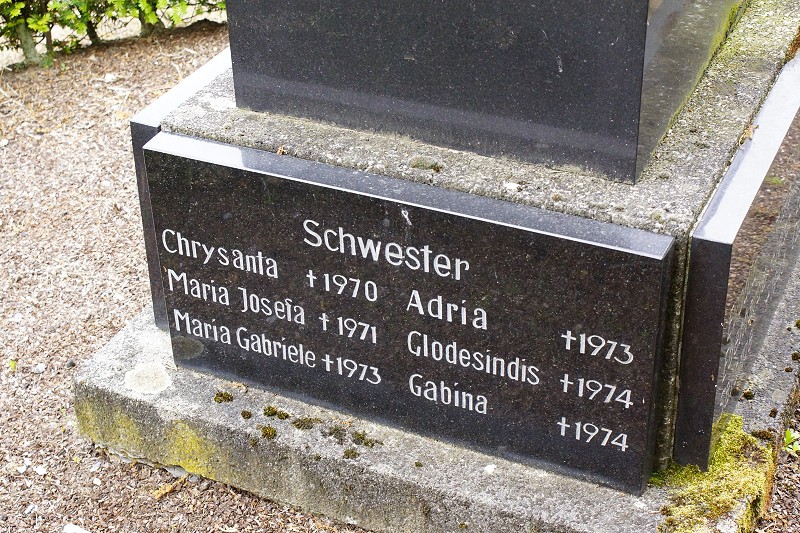 Schwester
Chrysanta †1970 Adria †1973
Maria Josefa †1971 Glodesindis †1974
Maria Gabriele †1973 Gabina †1974